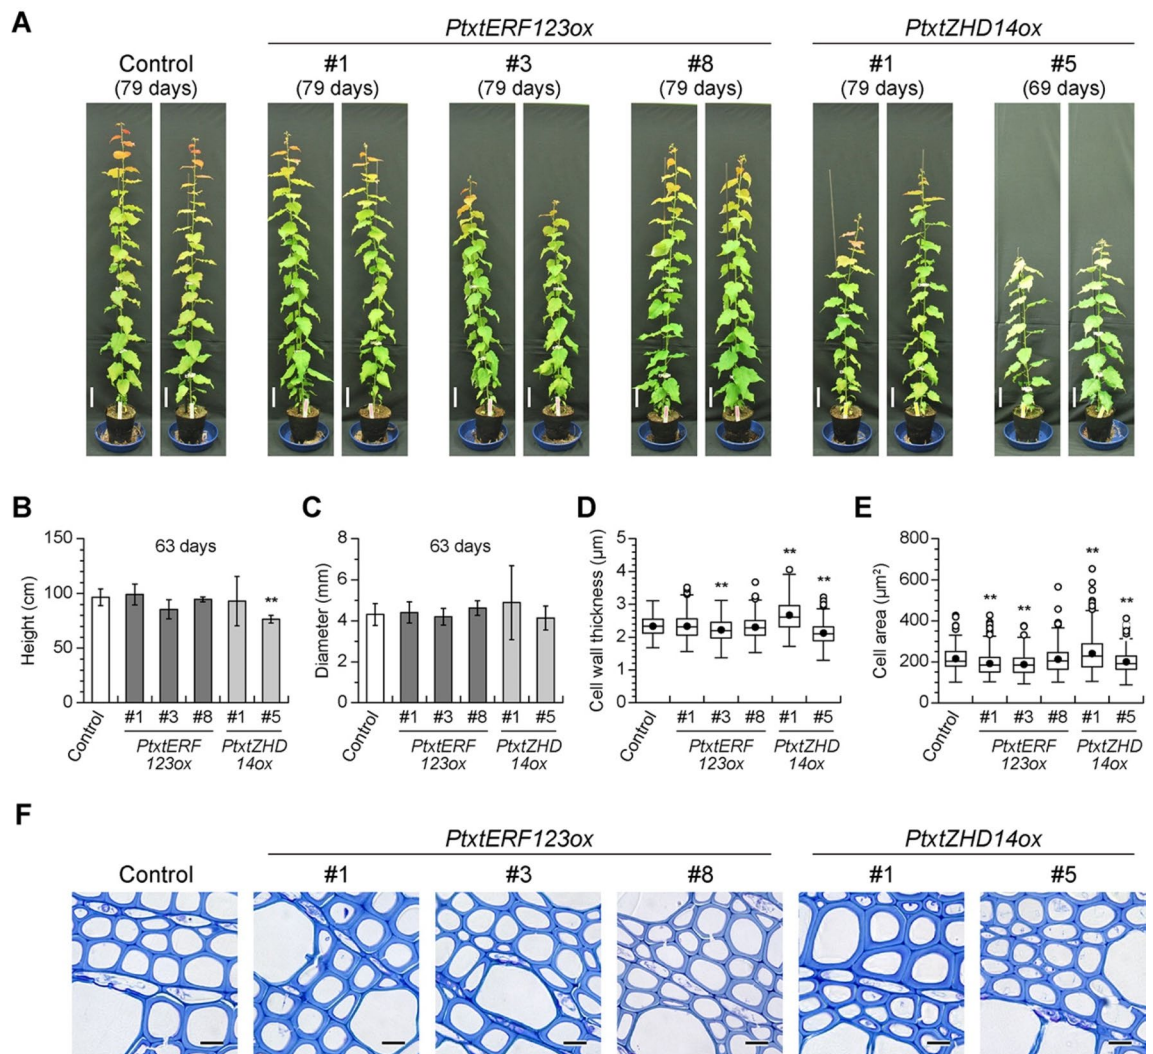 A
PtxtERF123ox
PtxtZHD14ox
Control
#1
#3
#8
#1
#5
(79 days)
(79 days)
(79 days)
(79 days)
(79 days)
(69 days)
B
Height (cm)
150
100
50
0
63 days
**
Control
#1 #3 #8 #1 #5
PtxtERF
123ox
PtxtZHD
14ox
C
Diameter (mm)
8
6
4
2
0
63 days
Control
#1 #3 #8 #1 #5
PtxtERF
123ox
PtxtZHD
14ox
D
Cell wall thickness (μm)
5
4
3
2
1
0
**
**
**
Control
#1 #3 #8 #1 #5
PtxtERF
123ox
PtxtZHD
14ox
E
Cell area (μm²)
800
600
400
200
0
**
**
**
**
Control
#1 #3 #8 #1 #5
PtxtERF
123ox
PtxtZHD
14ox
F
PtxtERF123ox
PtxtZHD14ox
Control
#1
#3
#8
#1
#5